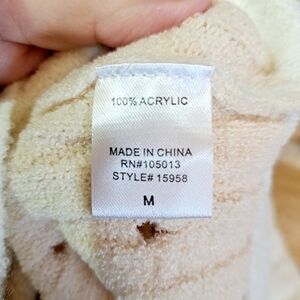 100% ACRYLIC
MADE IN CHINA
RN#105013
STYLE# 15958
M